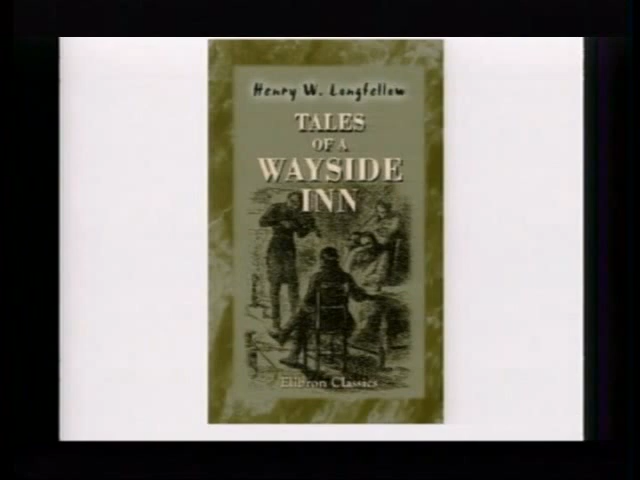 Henry W. Longfellow
TALES
OF A
WAYSIDE
INN
Elibron Classics